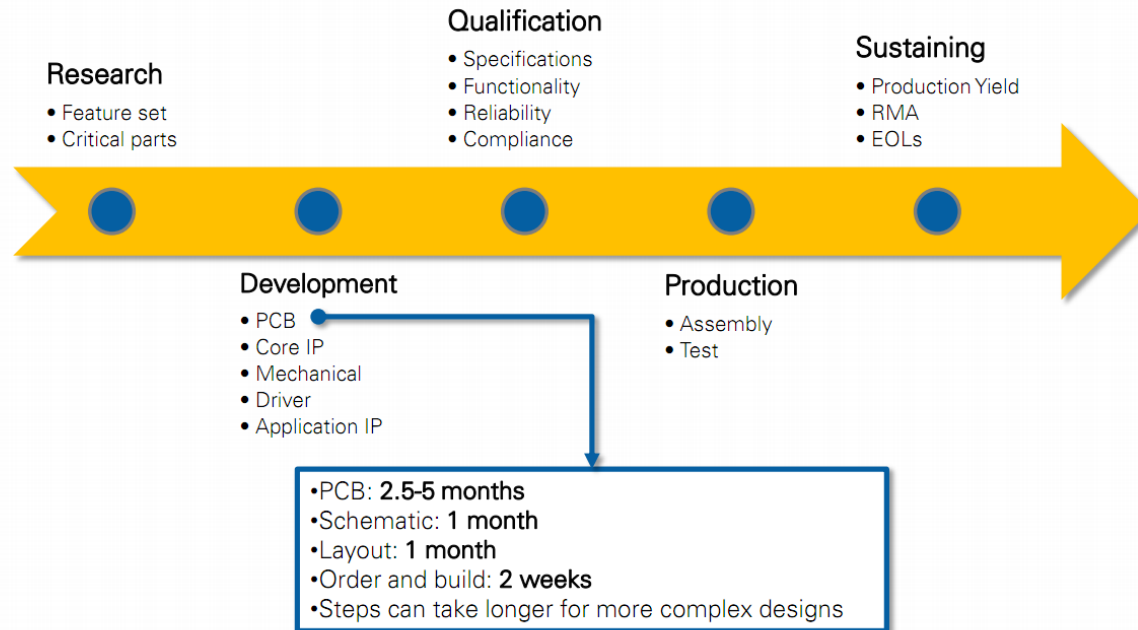 Research
• Feature set
• Critical parts
Qualification
• Specifications
• Functionality
• Reliability
• Compliance
Sustaining
• Production Yield
• RMA
• EOLs
Development
• PCB
• Core IP
• Mechanical
• Driver
• Application IP
Production
• Assembly
• Test
•PCB: 2.5-5 months
•Schematic: 1 month
•Layout: 1 month
•Order and build: 2 weeks
•Steps can take longer for more complex designs